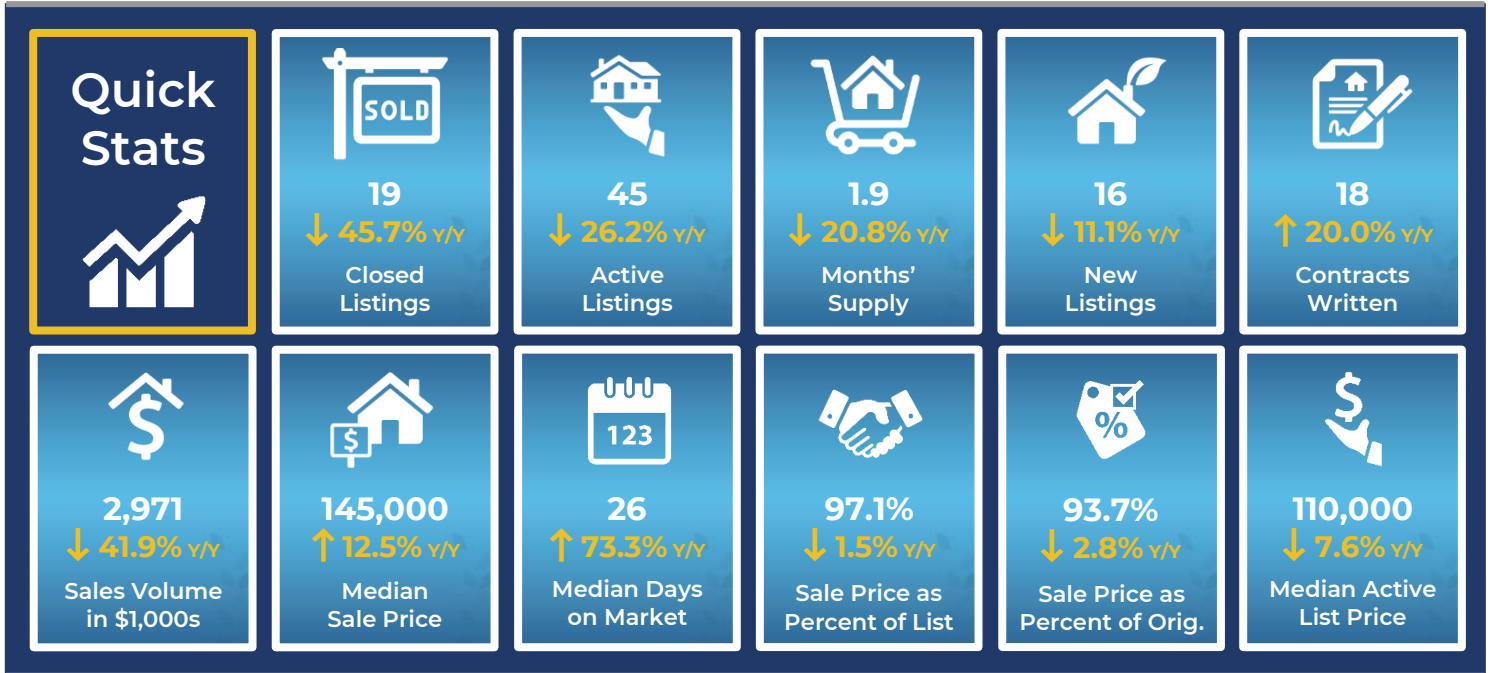 Quick
Stats
SOLD
19
↓ 45.7% Y/Y
Closed
Listings
45
↓ 26.2% Y/Y
Active
Listings
1.9
↓ 20.8% Y/Y
Months’
Supply
16
↓ 11.1% Y/Y
New
Listings
18
↑ 20.0% Y/Y
Contracts
Written
$
2,971
↓ 41.9% Y/Y
Sales Volume
in $1,000s
$
145,000
↑ 12.5% Y/Y
Median
Sale Price
123
26
↑ 73.3% Y/Y
Median Days
on Market
97.1%
↓ 1.5% Y/Y
Sale Price as
Percent of List
%
93.7%
↓ 2.8% Y/Y
Sale Price as
Percent of Orig.
$
110,000
↓ 7.6% Y/Y
Median Active
List Price